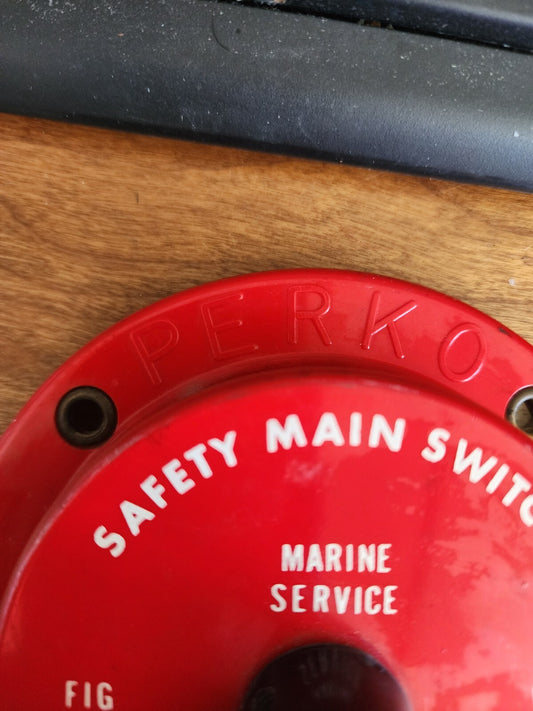 PERKO
SAFETY MAIN SWITC
MARINE
SERVICE
FIG